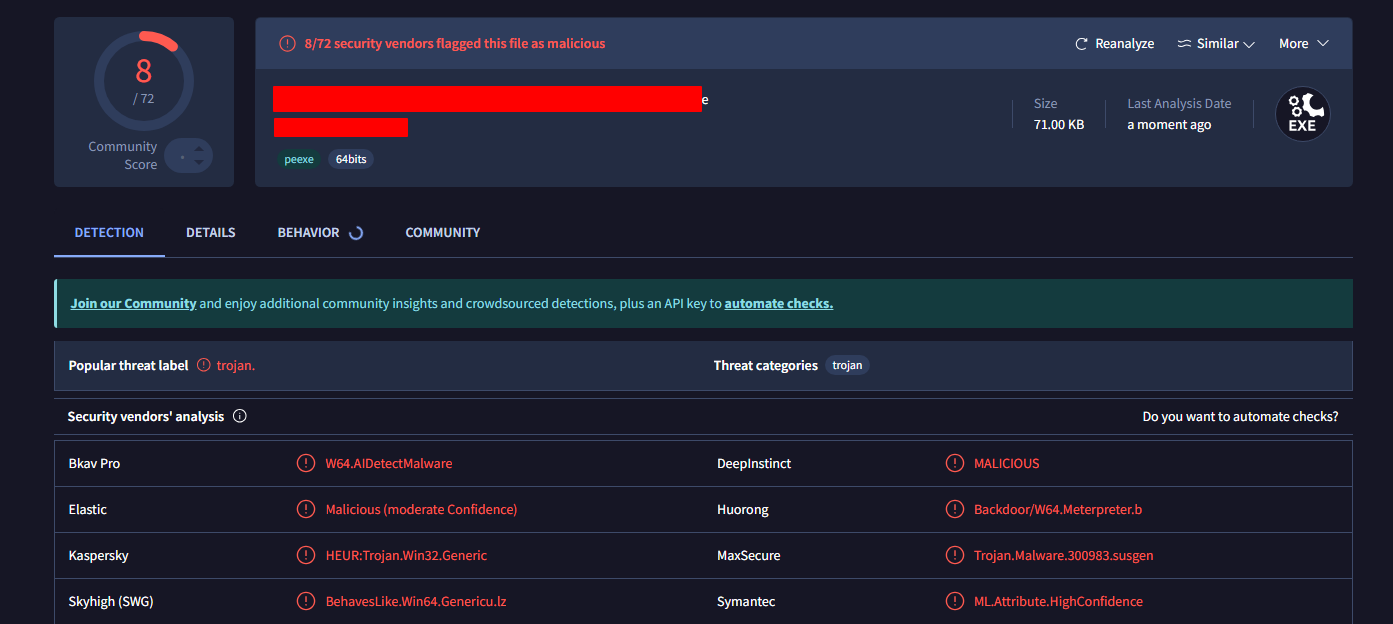 8
/ 72
Community
Score
8/72 security vendors flagged this file as malicious
Reanalyze
Similar
More
e
peexe
64bits
Size
71.00 KB
Last Analysis Date
a moment ago
EXE
DETECTION
DETAILS
BEHAVIOR
COMMUNITY
Join our Community and enjoy additional community insights and crowdsourced detections, plus an API key to automate checks.
Popular threat label
trojan.
Threat categories
trojan
Security vendors' analysis
Do you want to automate checks?
Bkav Pro
W64.AIDetectMalware
DeepInstinct
MALICIOUS
Elastic
Malicious (moderate Confidence)
Huorong
Backdoor/W64.Meterpreter.b
Kaspersky
HEUR:Trojan.Win32.Generic
MaxSecure
Trojan.Malware.300983.susgen
Skyhigh (SWG)
BehavesLike.Win64.Genericu.lz
Symantec
ML.Attribute.HighConfidence